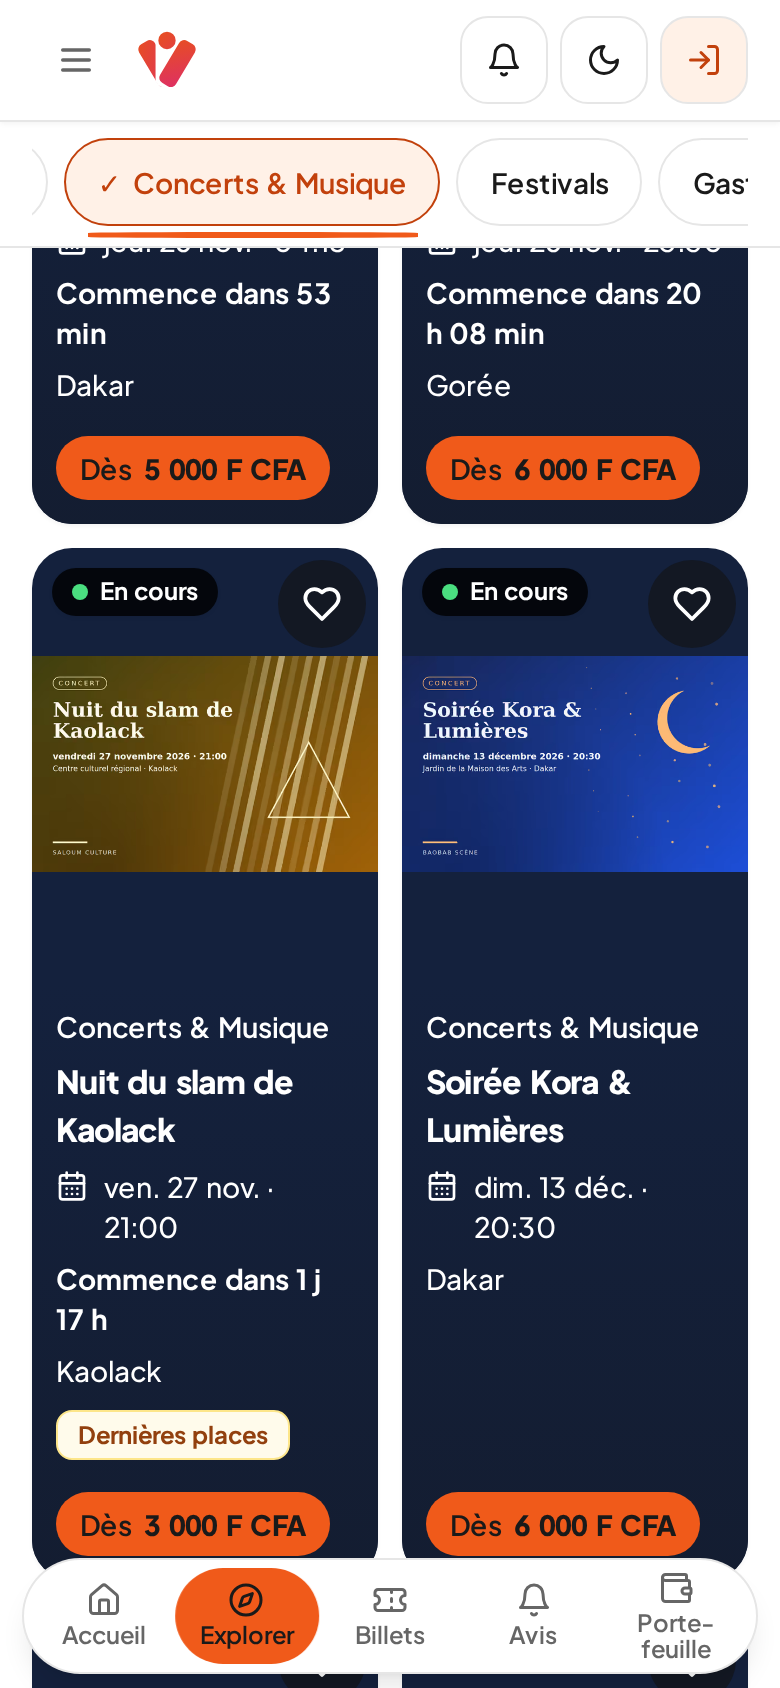 ✓ Concerts & Musique
Festivals
Commence dans 53
min
Dakar
Dès 5 000 F CFA
Commence dans 20
h 08 min
Gorée
Dès 6 000 F CFA
En cours
CONCERT
Nuit du slam de
Kaolack
vendredi 27 novembre 2026 · 21:00
Centre culturel régional · Kaolack
SALOUM CULTURE
Concerts & Musique
Nuit du slam de
Kaolack
ven. 27 nov. ·
21:00
Commence dans 1 j
17 h
Kaolack
Dernières places
Dès 3 000 F CFA
En cours
CONCERT
Soirée Kora &
Lumières
dimanche 13 décembre 2026 · 20:30
Jardin de la Maison des Arts · Dakar
BAOBAB SCÈNE
Concerts & Musique
Soirée Kora &
Lumières
dim. 13 déc. ·
20:30
Dakar
Dès 6 000 F CFA
Accueil
Explorer
Billets
Avis
Porte-
feuille